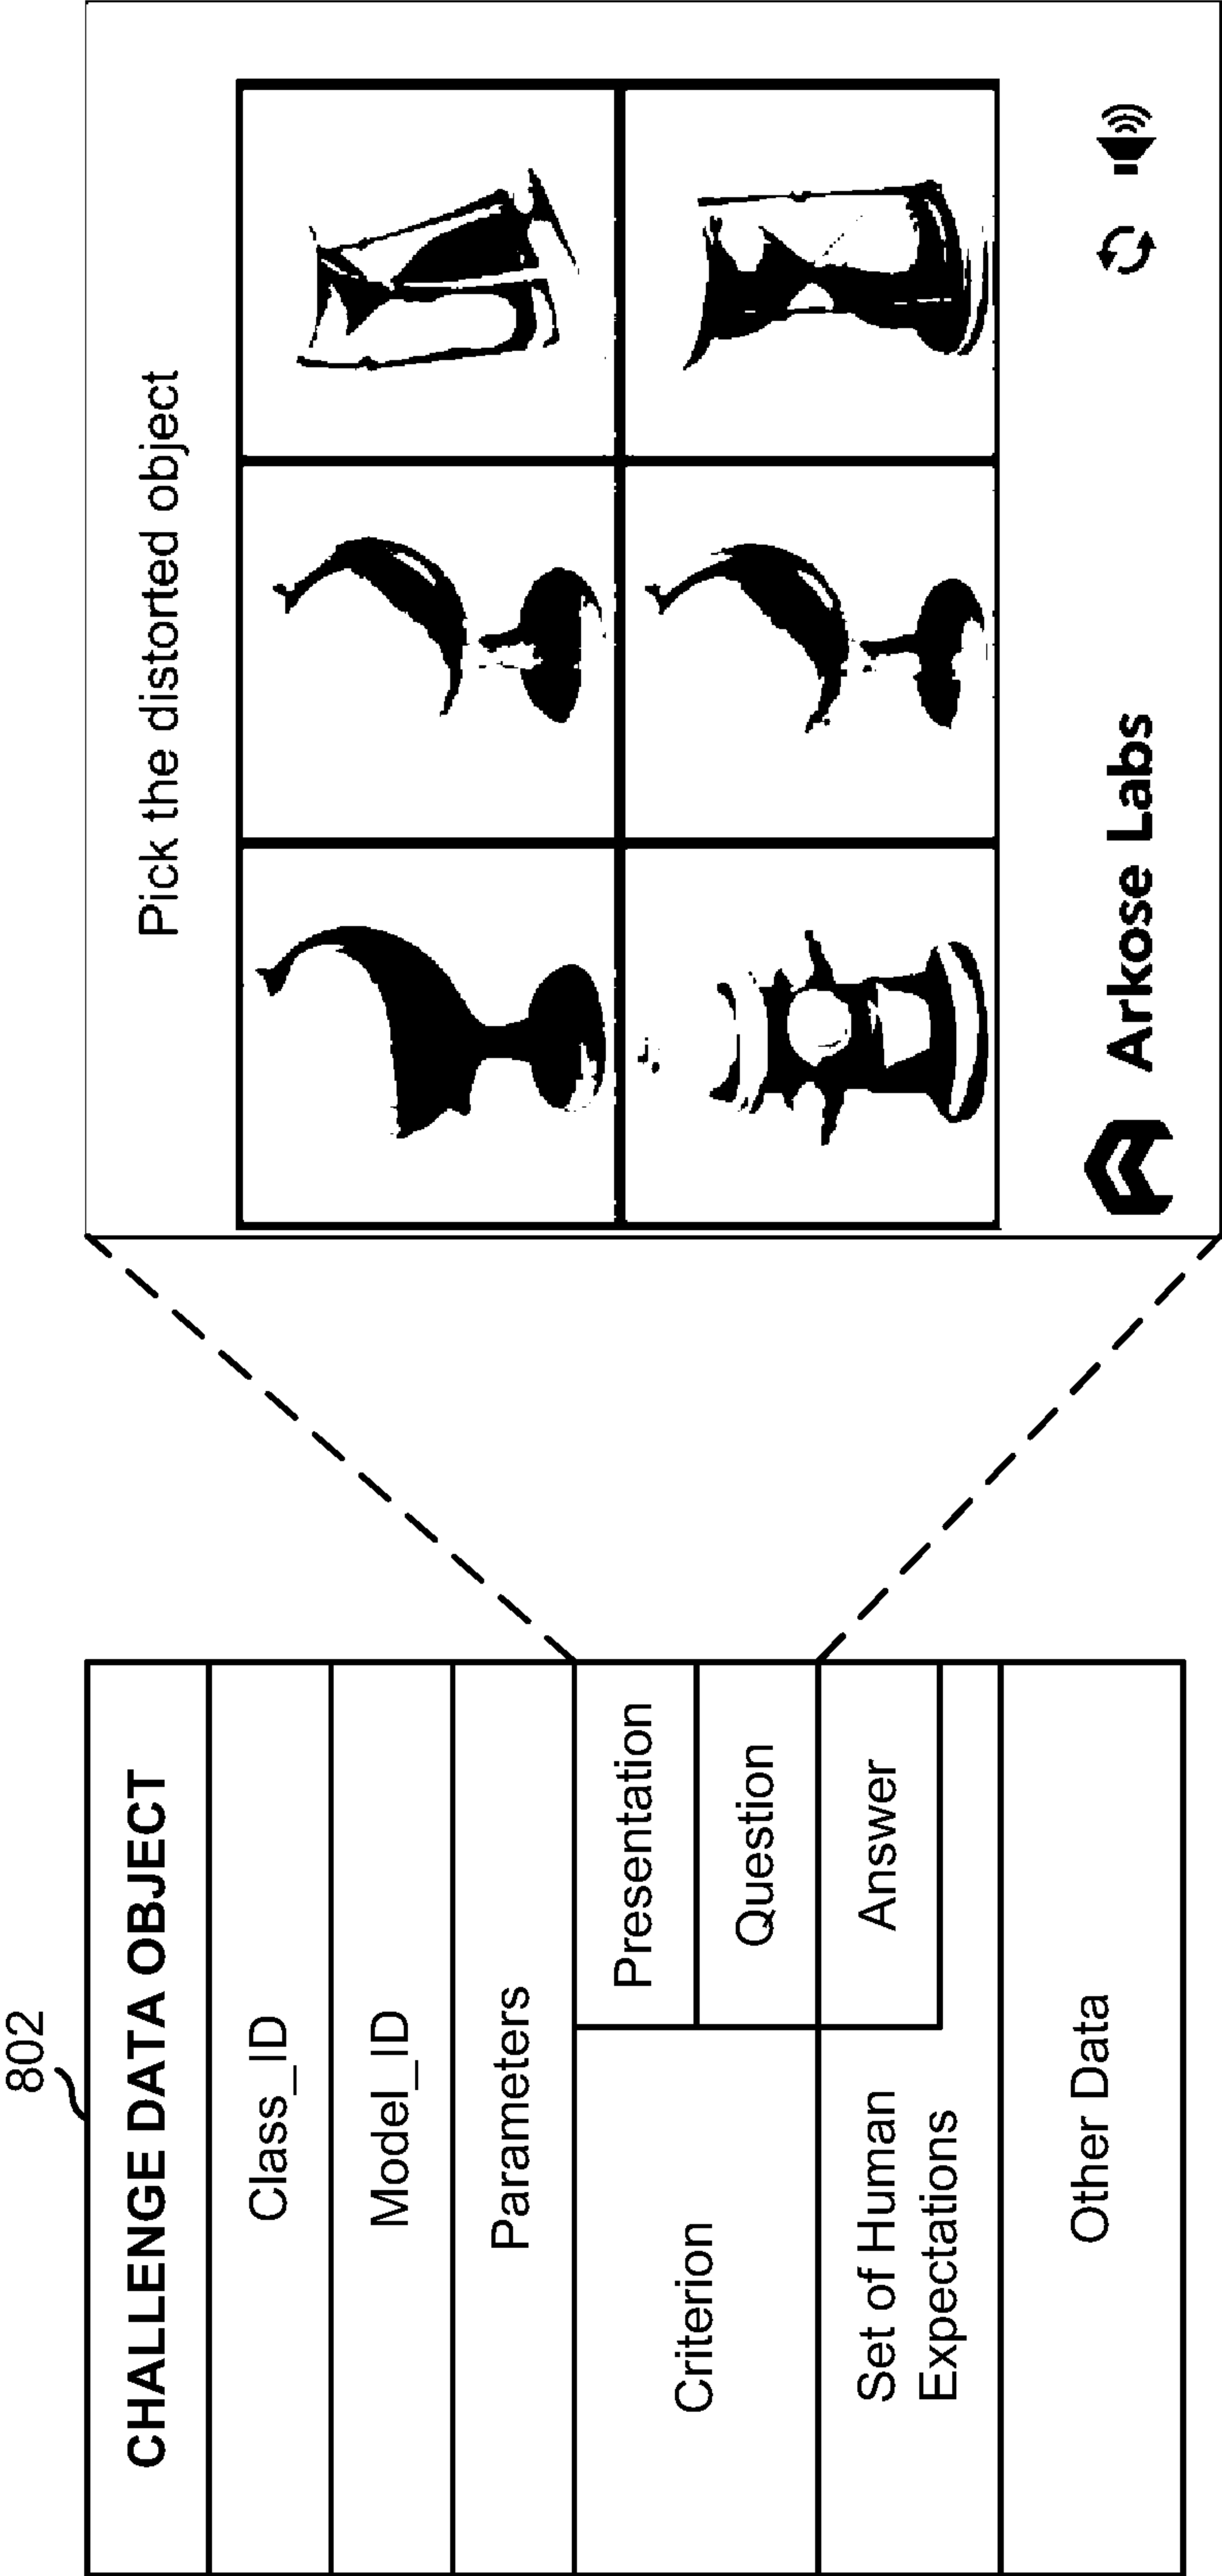 802
CHALLENGE DATA OBJECT
Class_ID
Model_ID
Parameters
Criterion
Presentation
Question
Set of Human
Expectations
Answer
Other Data
Pick the distorted object
Arkose Labs